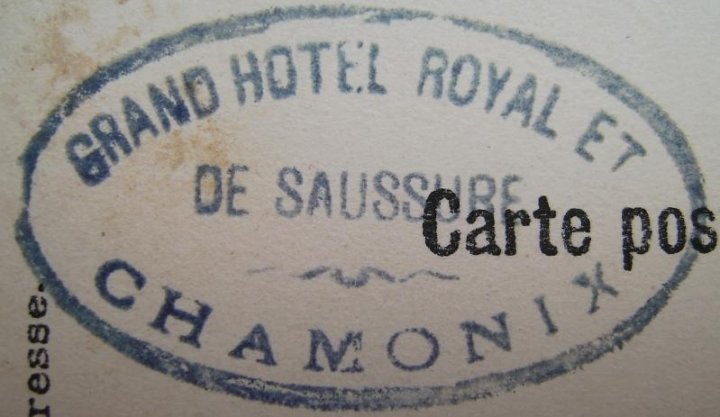 GRAND HOTEL ROYAL ET
DE SAUSSURE
CHAMONIX
Carte pos
resse.